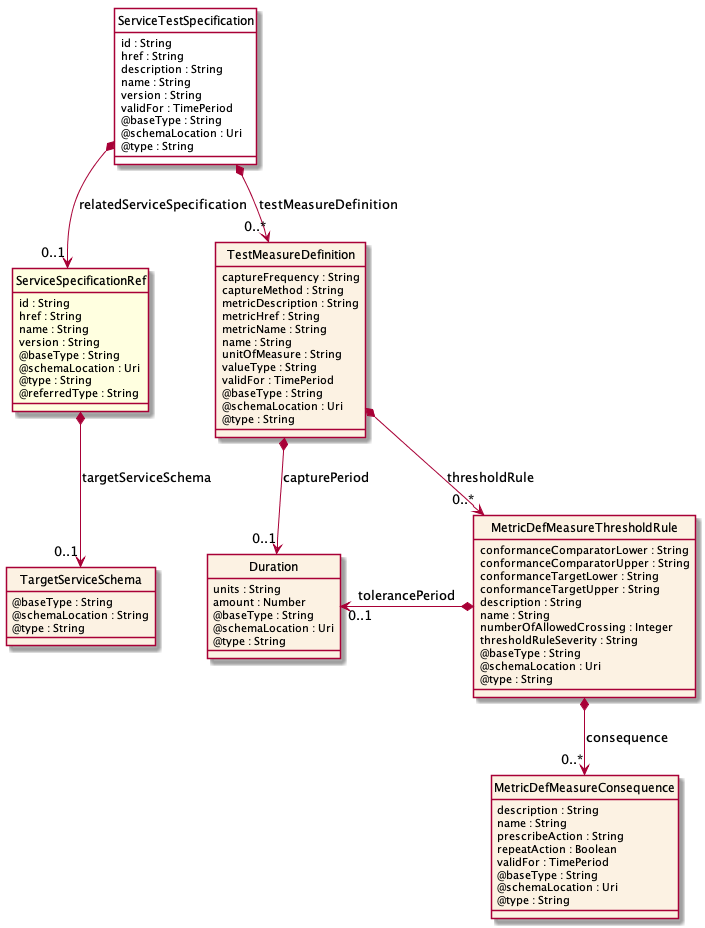 ServiceTestSpecification
id : String
href : String
description : String
name : String
version : String
validFor : TimePeriod
@baseType : String
@schemaLocation : Uri
@type : String
relatedServiceSpecification
testMeasureDefinition
0..1
0..*
ServiceSpecificationRef
id : String
href : String
name : String
version : String
@baseType : String
@schemaLocation : Uri
@type : String
@referredType : String
TestMeasureDefinition
captureFrequency : String
captureMethod : String
metricDescription : String
metricHref : String
metricName : String
name : String
unitOfMeasure : String
valueType : String
validFor : TimePeriod
@baseType : String
@schemaLocation : Uri
@type : String
targetServiceSchema
0..1
capturePeriod
0..1
thresholdRule
0..*
TargetServiceSchema
@baseType : String
@schemaLocation : String
@type : String
Duration
units : String
amount : Number
@baseType : String
@schemaLocation : Uri
@type : String
tolerancePeriod
0..1
MetricDefMeasureThresholdRule
conformanceComparatorLower : String
conformanceComparatorUpper : String
conformanceTargetLower : String
conformanceTargetUpper : String
description : String
name : String
numberOfAllowedCrossing : Integer
thresholdRuleSeverity : String
@baseType : String
@schemaLocation : Uri
@type : String
consequence
0..*
MetricDefMeasureConsequence
description : String
name : String
prescribeAction : String
repeatAction : Boolean
validFor : TimePeriod
@baseType : String
@schemaLocation : Uri
@type : String